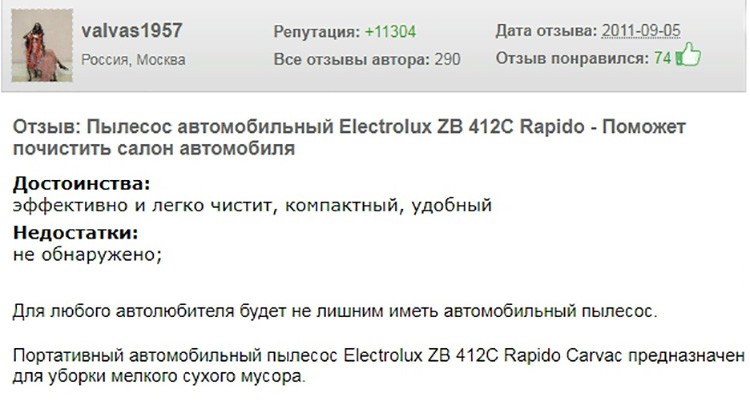 valvas1957
Репутация: +11304
Дата отзыва: 2011-09-05
Россия, Москва
Все отзывы автора: 290
Отзыв понравился: 74
Отзыв: Пылесос автомобильный Electrolux ZB 412C Rapido - Поможет
почистить салон автомобиля
Достоинства:
эффективно и легко чистит, компактный, удобный
Недостатки:
не обнаружено;
Для любого автолюбителя будет не лишним иметь автомобильный пылесос.
Портативный автомобильный пылесос Electrolux ZB 412C Rapido Carvac предназначен
для уборки мелкого сухого мусора.